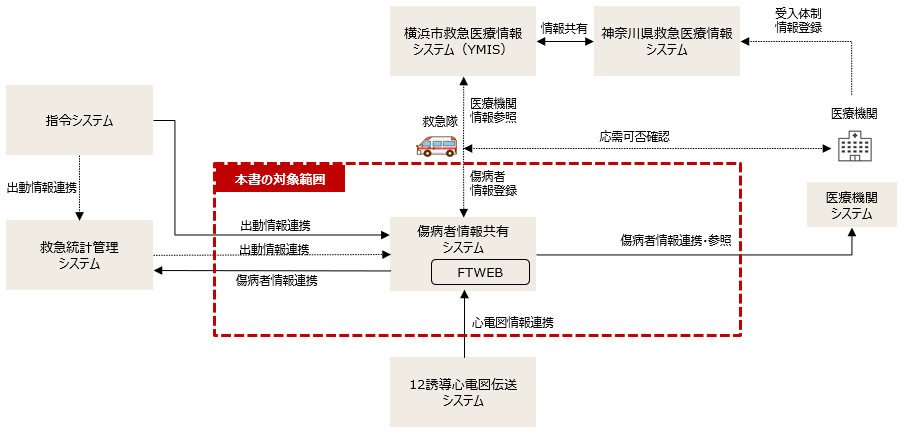 横浜市救急医療情報
システム（YMIS）
情報共有
神奈川県救急医療情報
システム
受入体制
情報登録
指令システム
救急隊
医療機関
情報参照
応需可否確認
医療機関
出動情報連携
本書の対象範囲
傷病者
情報登録
医療機関
システム
救急統計管理
システム
出動情報連携
出動情報連携
傷病者情報連携
傷病者情報共有
システム
FTWEB
傷病者情報連携・参照
心電図情報連携
12誘導心電図伝送
システム